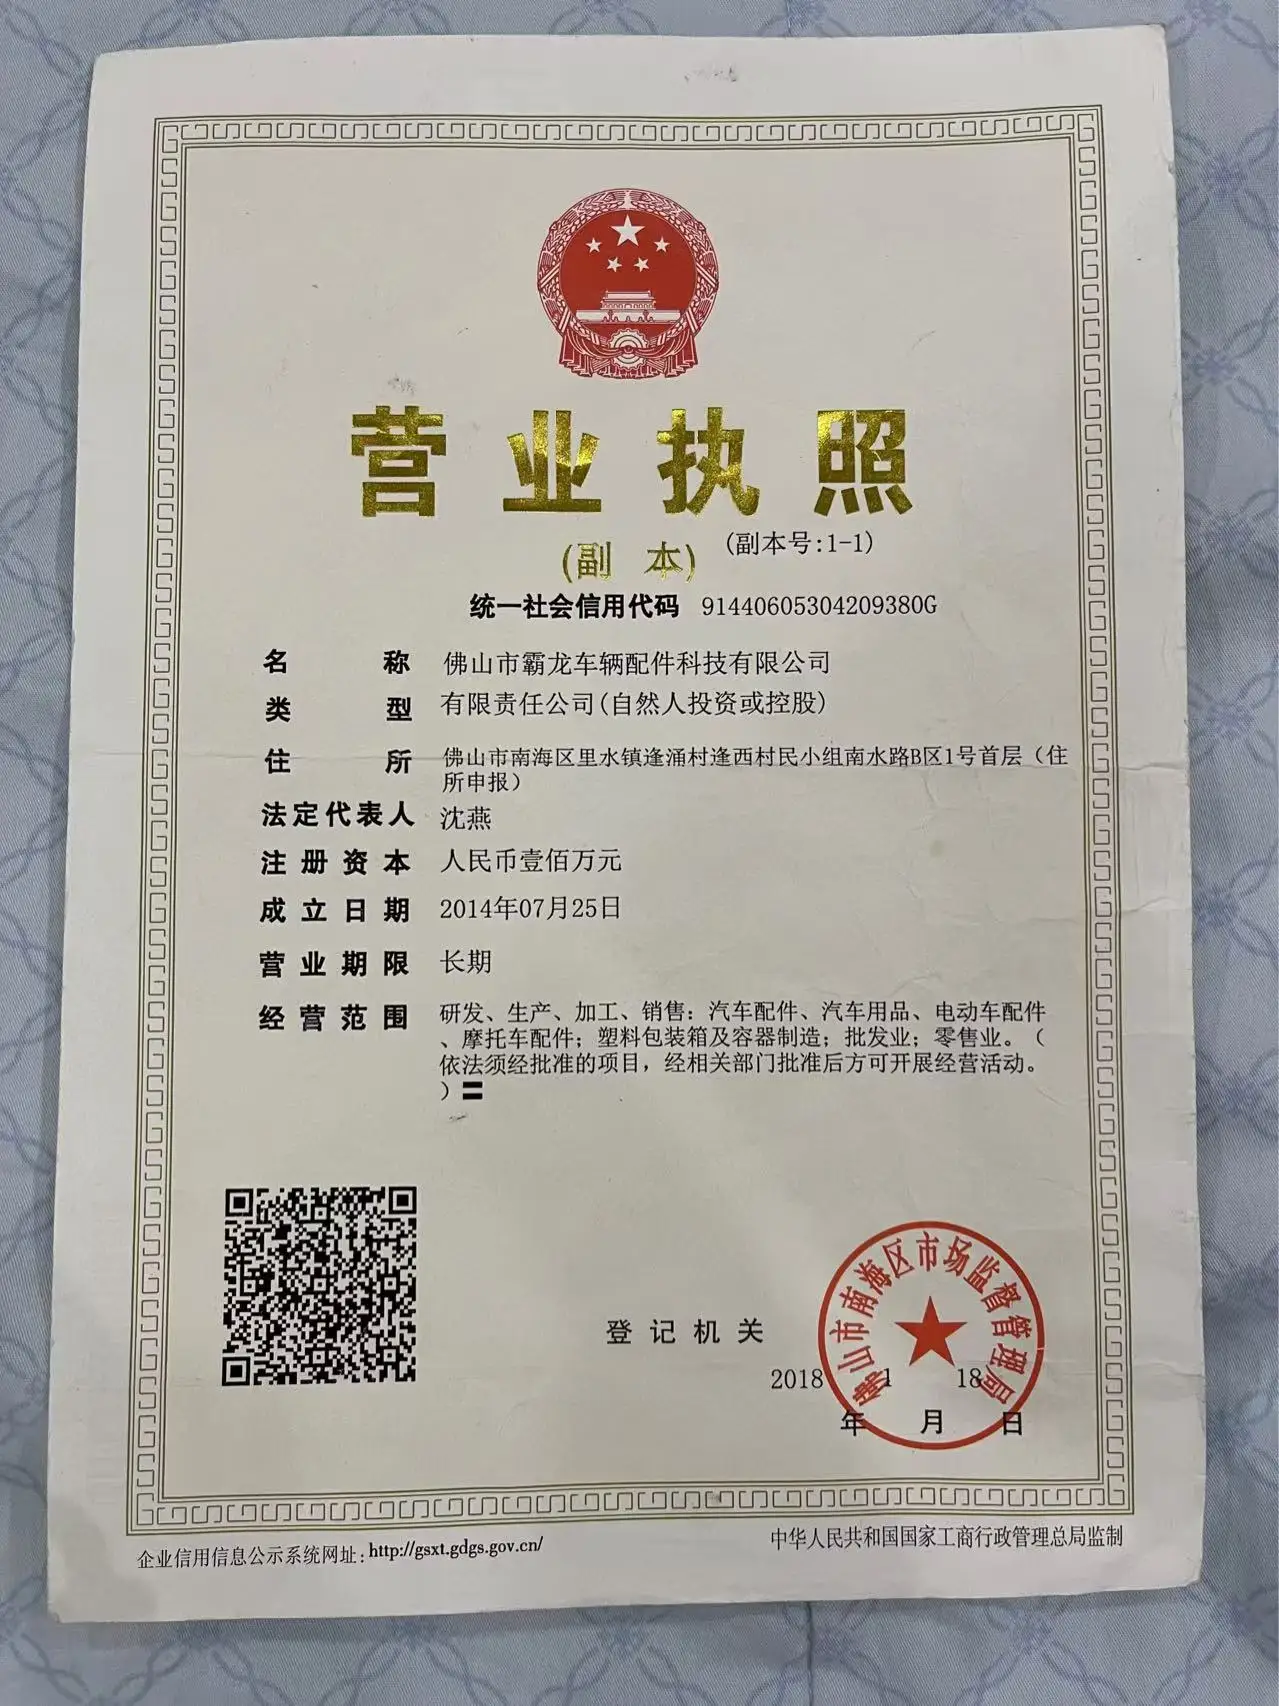 营业执照
(副 本) (副本号:1-1)
统一社会信用代码 91440605304209380G
名 称 佛山市霸龙车辆配件科技有限公司
类 型 有限责任公司(自然人投资或控股)
住 所 佛山市南海区里水镇逢涌村逢西村民小组南水路B区1号首层（住
所申报）
法定代表人 沈燕
注册资本 人民币壹佰万元
成立日期 2014年07月25日
营业期限 长期
经营范围 研发、生产、加工、销售：汽车配件、汽车用品、电动车配件
、摩托车配件；塑料包装箱及容器制造；批发业；零售业。（
依法须经批准的项目，经相关部门批准后方可开展经营活动。
）〓
佛山市南海区市场监督管理局
登记机关
2018 1 18
年 月 日
企业信用信息公示系统网址：http://gsxt.gdgs.gov.cn/
中华人民共和国国家工商行政管理总局监制